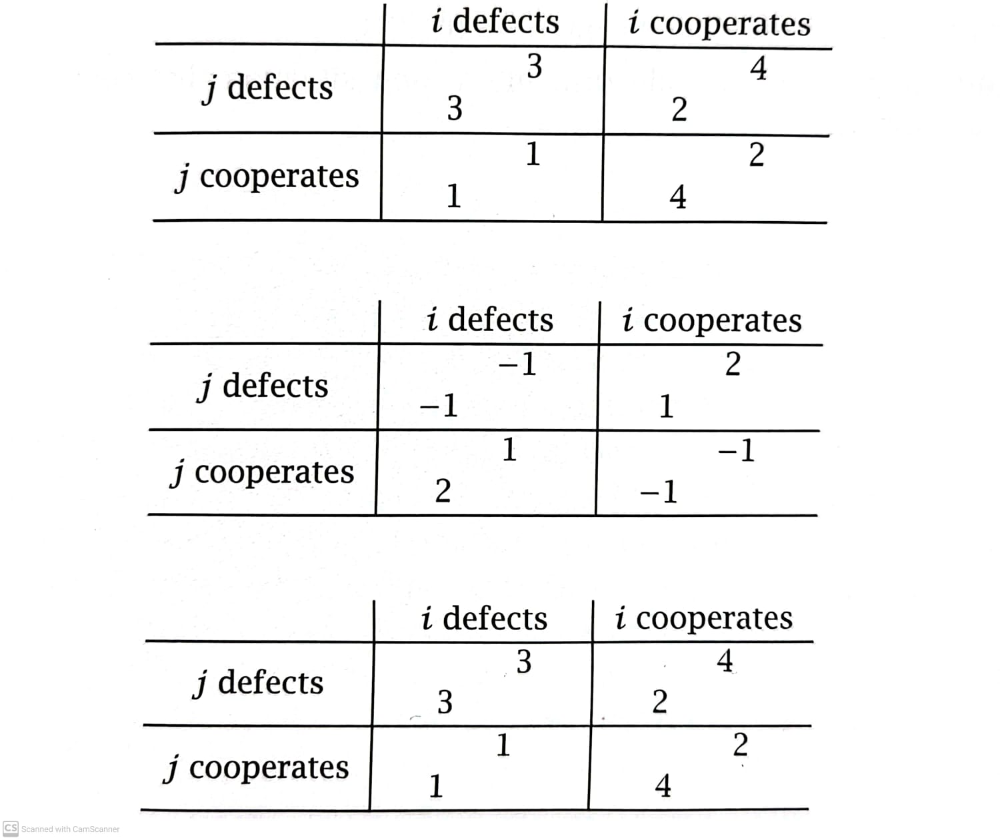 i defects i cooperates
3 4
j defects
3 2
1 2
j cooperates
1 4
i defects i cooperates
−1 2
j defects
−1 1
1 −1
j cooperates
2 −1
i defects i cooperates
3 4
j defects
3 2
1 2
j cooperates
1 4
CS Scanned with CamScanner